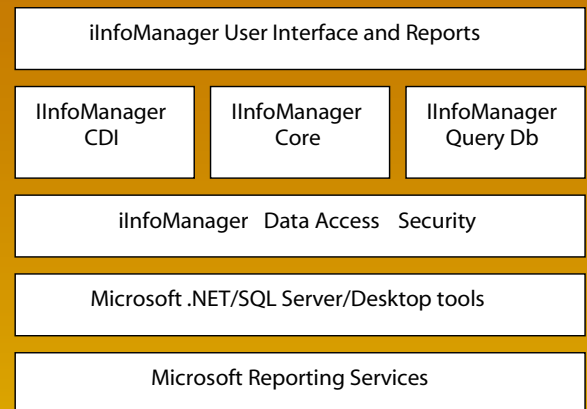 iInfoManager User Interface and Reports
IInfoManager
CDI
IInfoManager
Core
IInfoManager
Query Db
iInfoManager Data Access Security
Microsoft .NET/SQL Server/Desktop tools
Microsoft Reporting Services